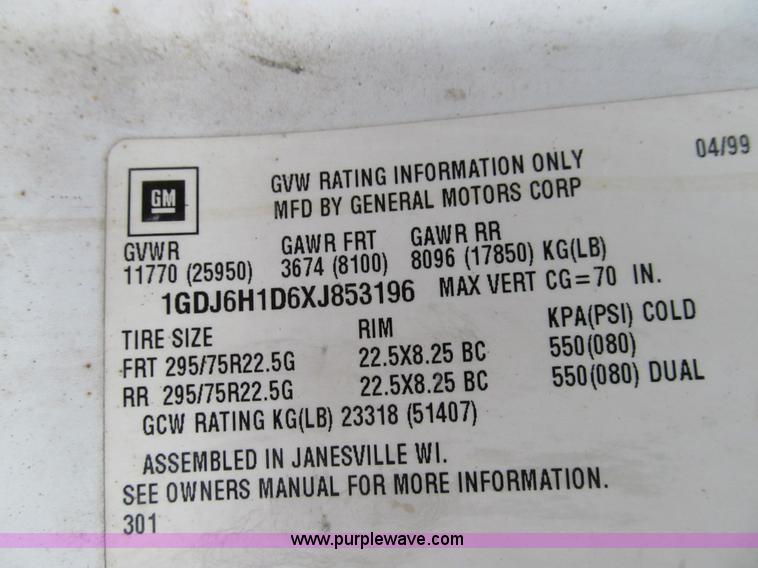 04/99
GM
GVW RATING INFORMATION ONLY
MFD BY GENERAL MOTORS CORP
GVWR GAWR FRT GAWR RR
11770 (25950) 3674 (8100) 8096 (17850) KG(LB)
1GDJ6H1D6XJ853196 MAX VERT CG=70 IN.
TIRE SIZE RIM KPA(PSI) COLD
FRT 295/75R22.5G 22.5X8.25 BC 550(080)
RR 295/75R22.5G 22.5X8.25 BC 550(080) DUAL
GCW RATING KG(LB) 23318 (51407)
ASSEMBLED IN JANESVILLE WI.
SEE OWNERS MANUAL FOR MORE INFORMATION.
301
www.purplewave.com